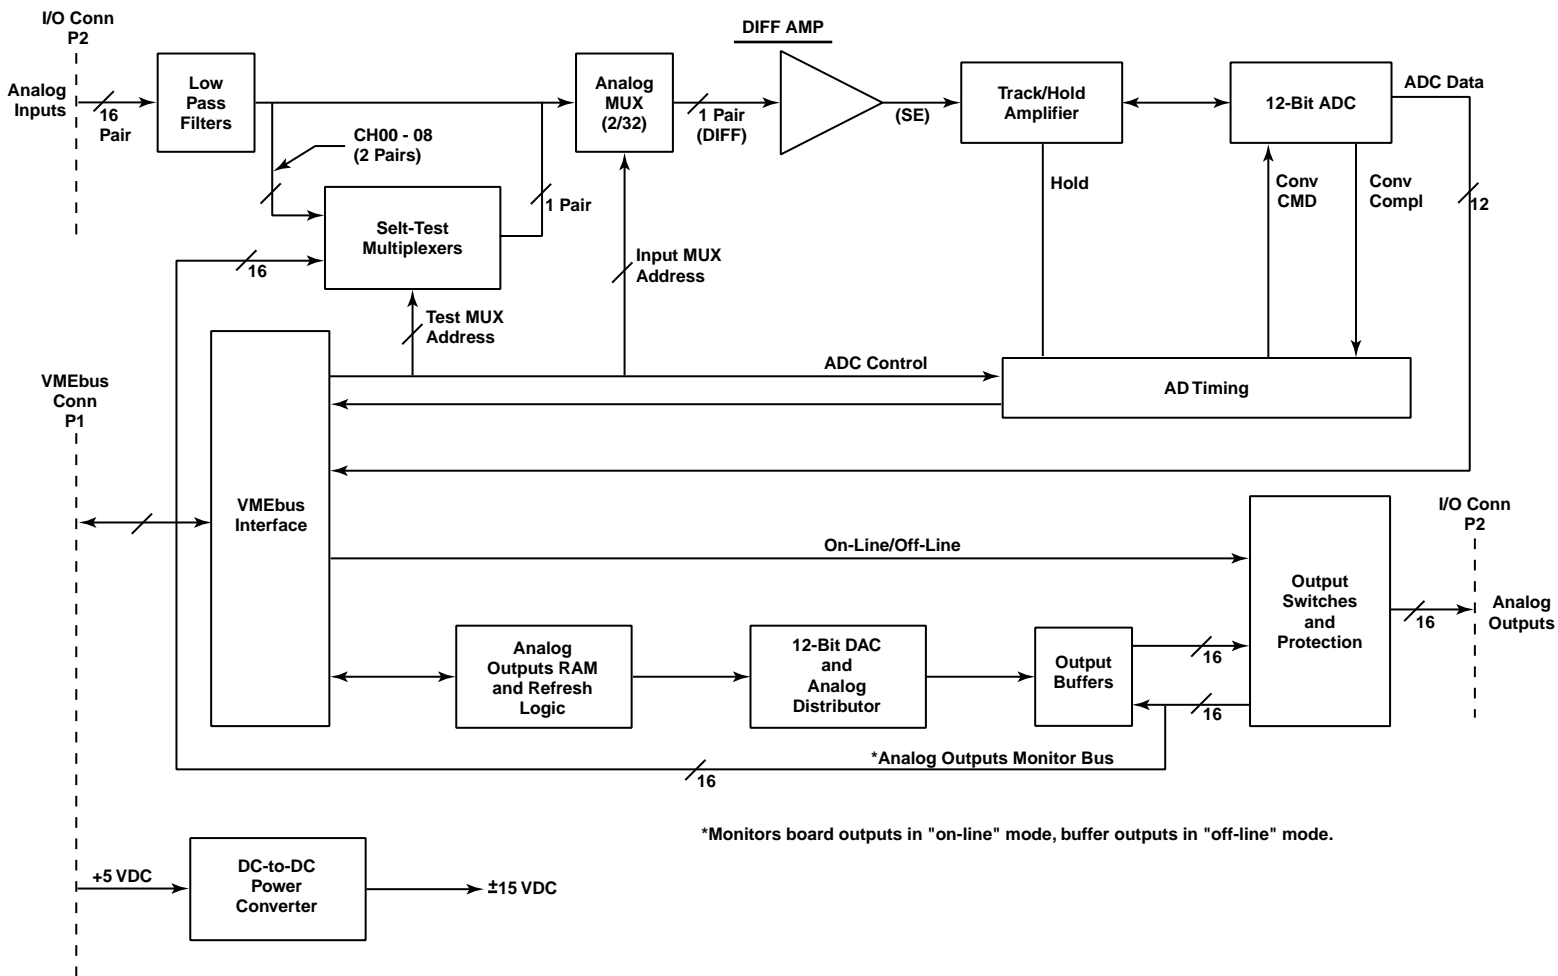 I/O Conn
P2
Analog
Inputs
16
Pair
Low
Pass
Filters
CH00 - 08
(2 Pairs)
Selt-Test
Multiplexers
16
1 Pair
Analog
MUX
(2/32)
1 Pair
(DIFF)
DIFF AMP
(SE)
Track/Hold
Amplifier
12-Bit ADC
ADC Data
Hold
Conv
CMD
Conv
Compl
12
Input MUX
Address
Test MUX
Address
ADC Control
AD Timing
VMEbus
Conn
P1
VMEbus
Interface
On-Line/Off-Line
Analog
Outputs RAM
and Refresh
Logic
12-Bit DAC
and
Analog
Distributor
Output
Buffers
16
16
Output
Switches
and
Protection
I/O Conn
P2
16
Analog
Outputs
*Analog Outputs Monitor Bus
16
*Monitors board outputs in "on-line" mode, buffer outputs in "off-line" mode.
+5 VDC
DC-to-DC
Power
Converter
±15 VDC